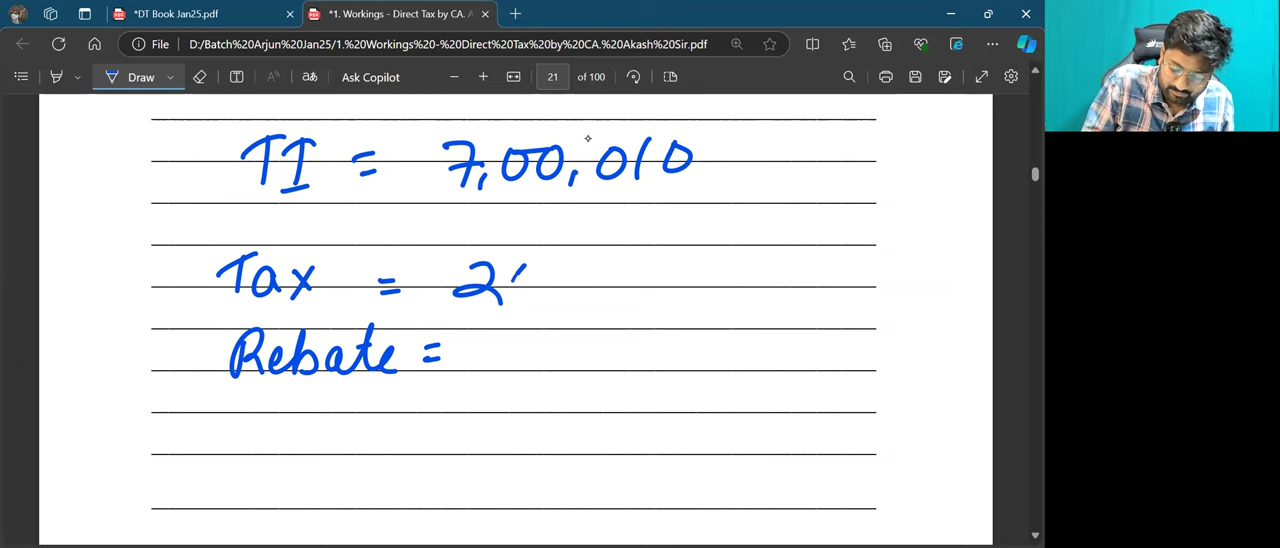 *DT Book Jan25.pdf
*1. Workings - Direct Tax by CA. A
File D:/Batch%20Arjun%20Jan25/1.%20Workings%20-%20Direct%20Tax%20by%20CA.%20Akash%20Sir.pdf
Draw Ask Copilot 21 of 100
TI = 7,00,010
Tax = 2
Rebate =